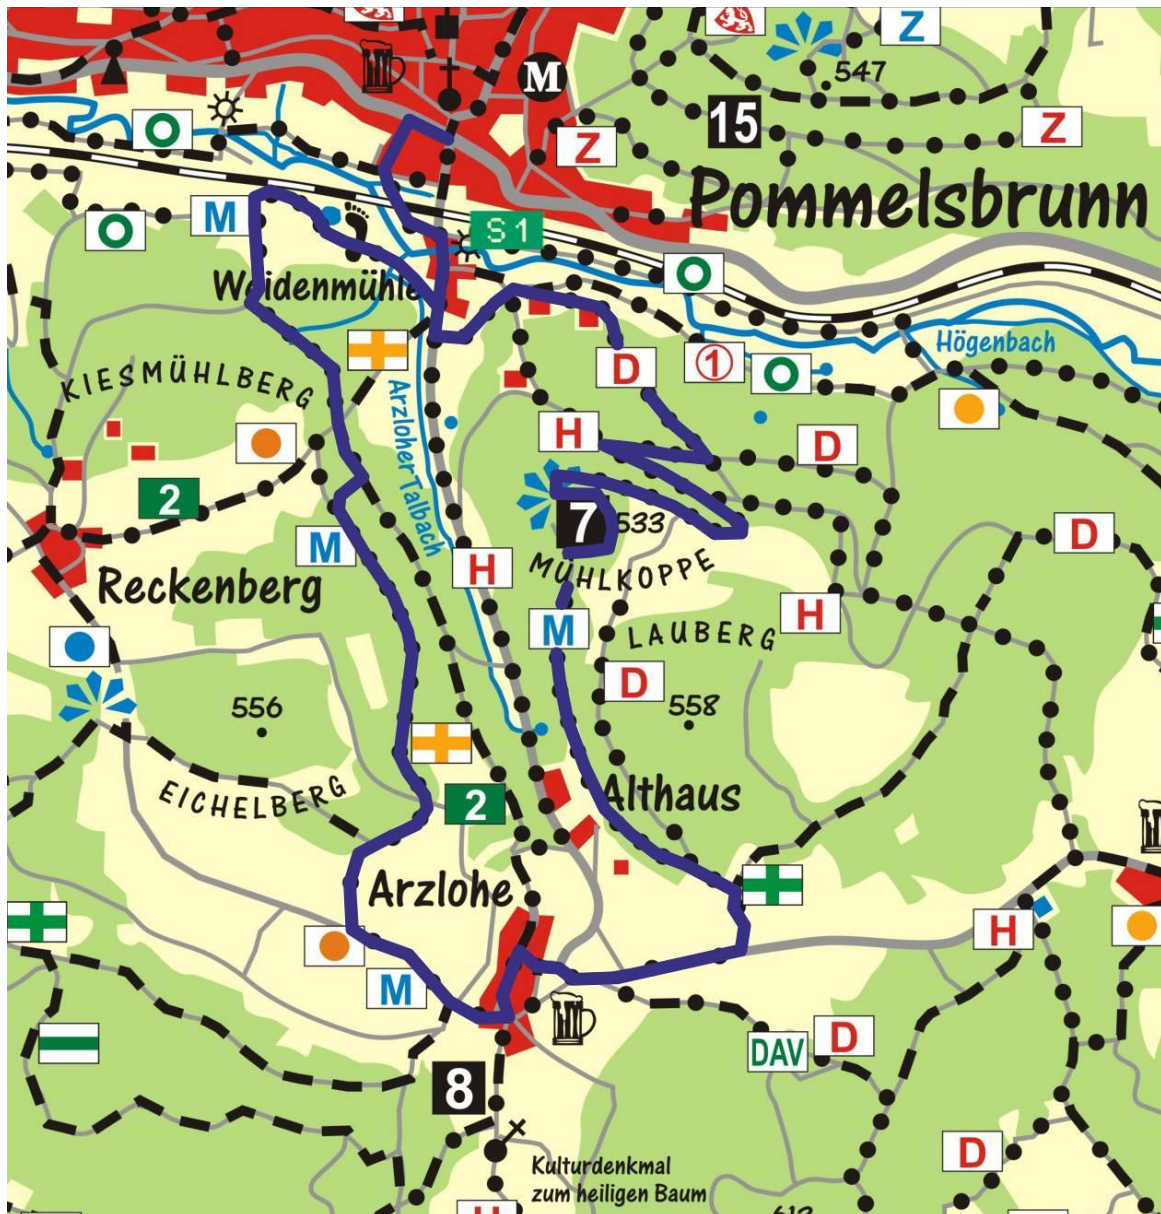 Z
547
M
15
Z
Z
Pommelsbrunn
M
S 1
Weidenmühle
Högenbach
1
D
KIESMÜHLBERG
Arzloher Talbach
H
D
2
7
533
M
D
MÜHLKOPPE
H
Reckenberg
H
M
LAUBERG
D
556
558
EICHELBERG
2
Althaus
Arzlohe
H
M
DAV
D
8
D
Kulturdenkmal
zum heiligen Baum
H